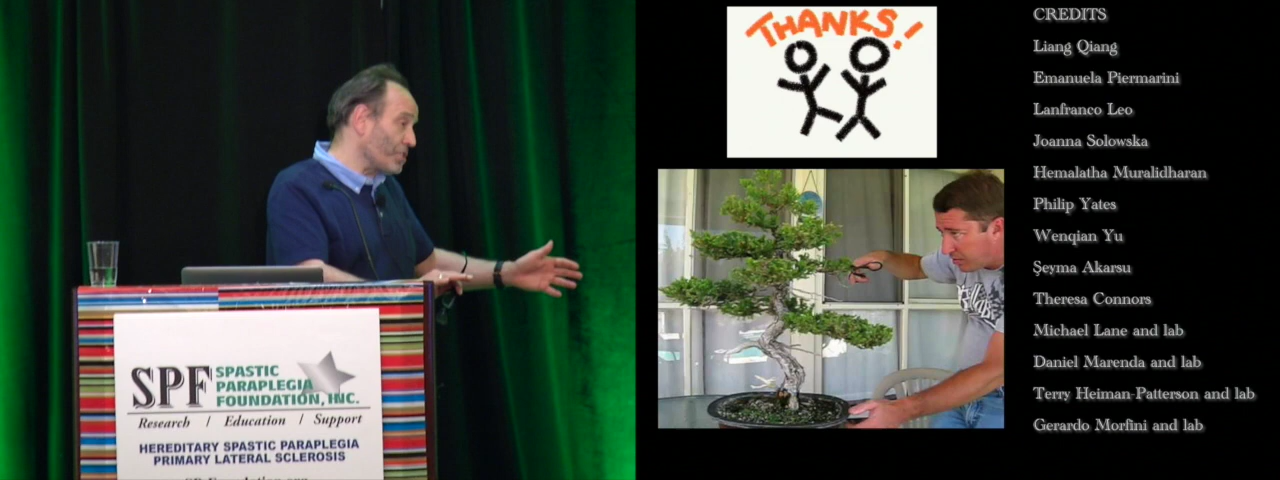 SPF SPASTIC
PARAPLEGIA
FOUNDATION, INC.
Research / Education / Support
HEREDITARY SPASTIC PARAPLEGIA
PRIMARY LATERAL SCLEROSIS
THANKS!
CREDITS
Liang Qiang
Emanuela Piermarini
Lanfranco Leo
Joanna Solowska
Hemalatha Muralidharan
Philip Yates
Wenqian Yu
Şeyma Akarsu
Theresa Connors
Michael Lane and lab
Daniel Marenda and lab
Terry Heiman-Patterson and lab
Gerardo Morfini and lab